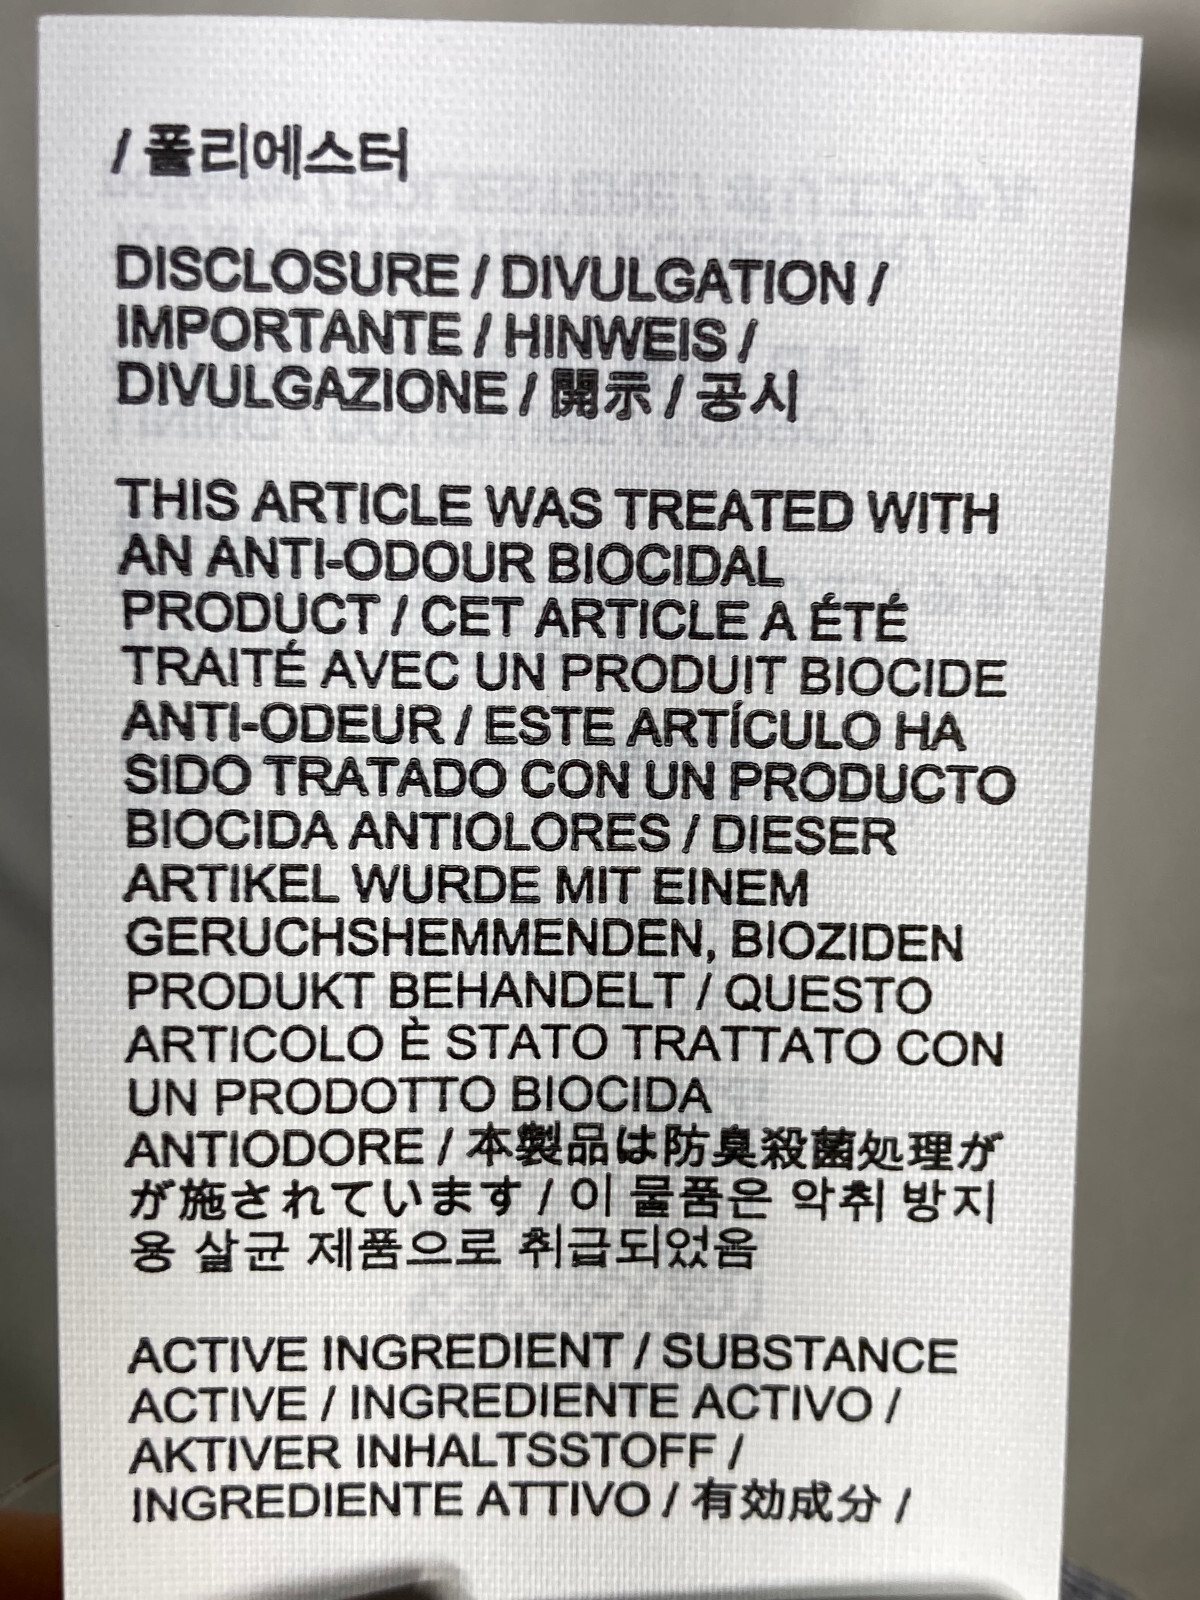 / 폴리에스터
DISCLOSURE / DIVULGATION /
IMPORTANTE / HINWEIS /
DIVULGAZIONE / 開示 / 공시
THIS ARTICLE WAS TREATED WITH
AN ANTI-ODOUR BIOCIDAL
PRODUCT / CET ARTICLE A ÉTÉ
TRAITÉ AVEC UN PRODUIT BIOCIDE
ANTI-ODEUR / ESTE ARTÍCULO HA
SIDO TRATADO CON UN PRODUCTO
BIOCIDA ANTIOLORES / DIESER
ARTIKEL WURDE MIT EINEM
GERUCHSHEMMENDEN, BIOZIDEN
PRODUKT BEHANDELT / QUESTO
ARTICOLO È STATO TRATTATO CON
UN PRODOTTO BIOCIDA
ANTIODORE / 本製品は防臭殺菌処理が
が施されています / 이 물품은 악취 방지
용 살균 제품으로 취급되었음
ACTIVE INGREDIENT / SUBSTANCE
ACTIVE / INGREDIENTE ACTIVO /
AKTIVER INHALTSSTOFF /
INGREDIENTE ATTIVO / 有効成分 /